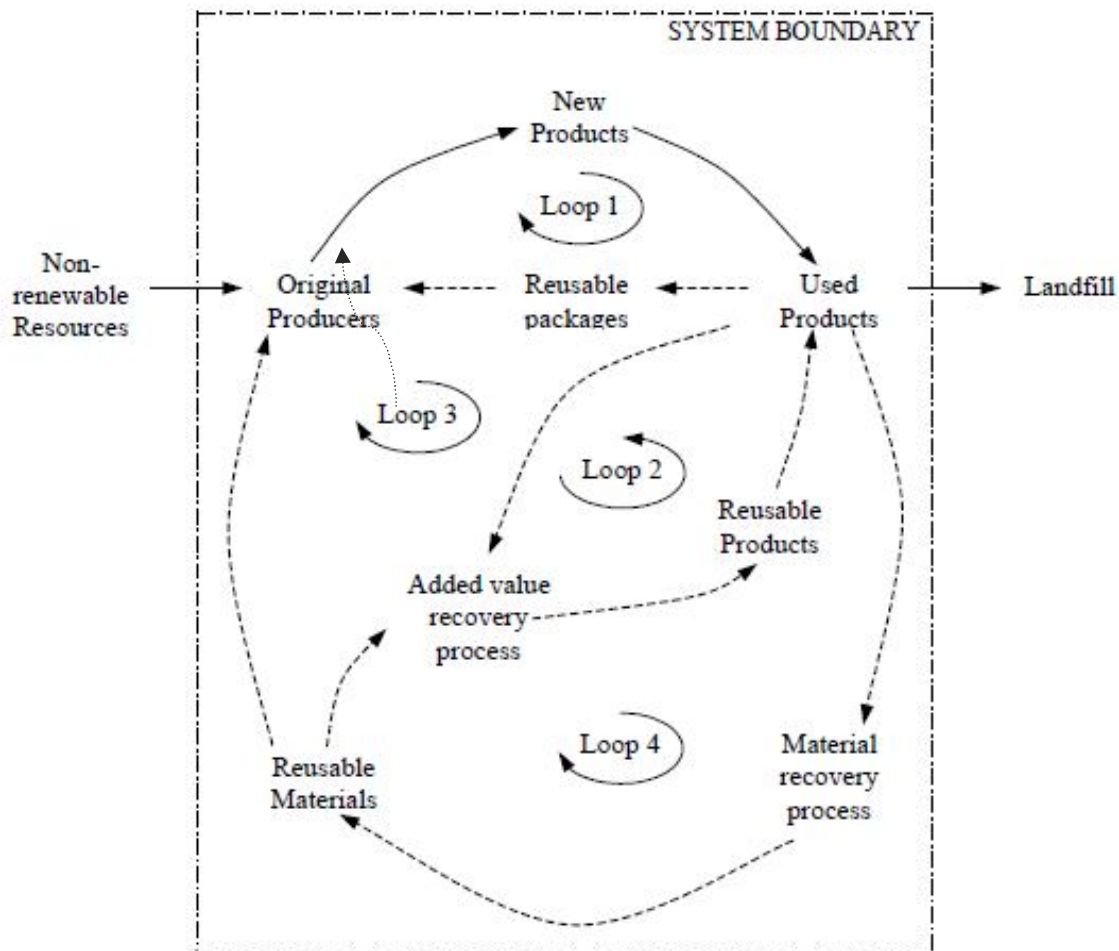 SYSTEM BOUNDARY
New
Products
Loop 1
Non-
renewable
Resources
Original
Producers
Reusable
packages
Used
Products
Landfill
Loop 3
Loop 2
Reusable
Products
Added value
recovery
process
Loop 4
Material
recovery
process
Reusable
Materials